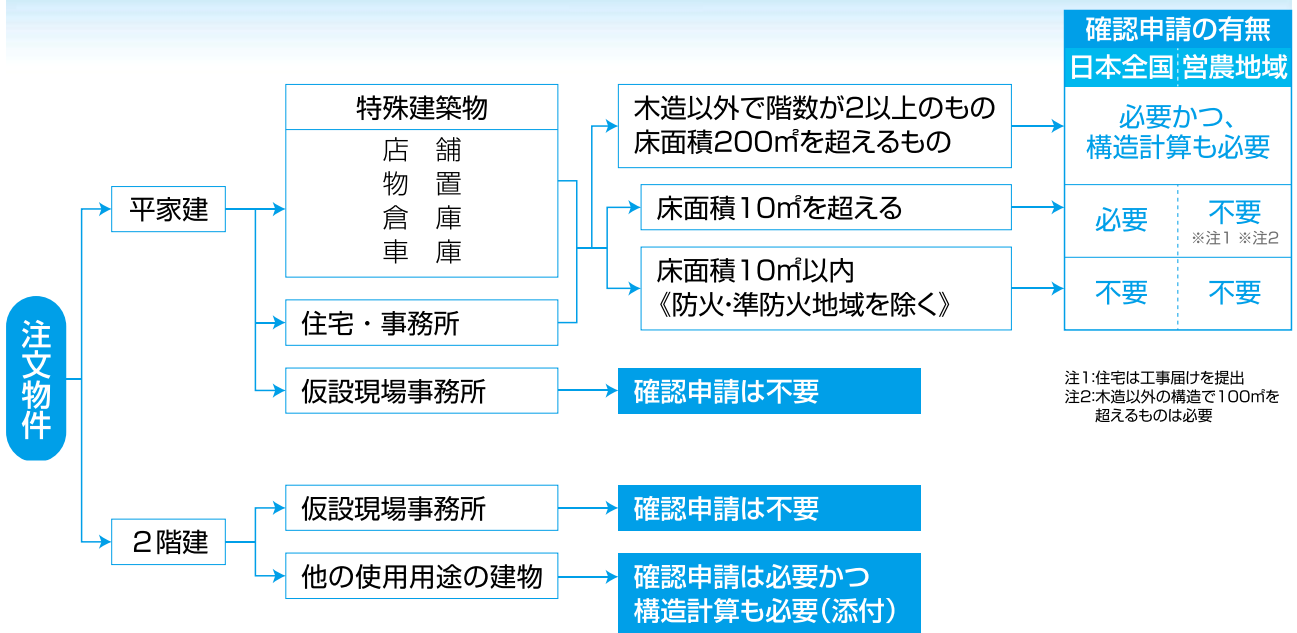 確認申請の有無
日本全国 営農地域
特殊建築物
店 舗
物 置
倉 庫
車 庫
木造以外で階数が2以上のもの
床面積200㎡を超えるもの
必要かつ、
構造計算も必要
平家建
床面積10㎡を超える
必要
不要
※注1 ※注2
床面積10㎡以内
《防火・準防火地域を除く》
不要
不要
住宅・事務所
注文物件
仮設現場事務所
確認申請は不要
注1:住宅は工事届けを提出
注2:木造以外の構造で100㎡を
超えるものは必要
2階建
仮設現場事務所
確認申請は不要
他の使用用途の建物
確認申請は必要かつ
構造計算も必要（添付）